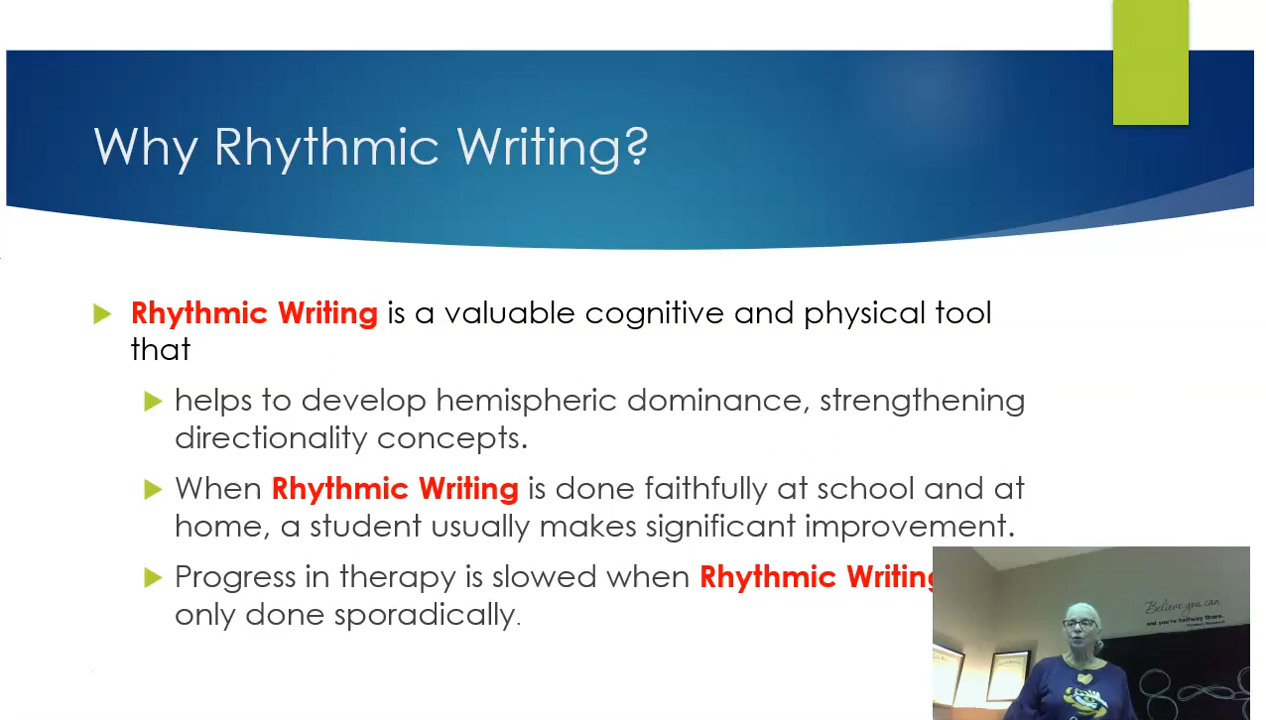 Why Rhythmic Writing?
Rhythmic Writing is a valuable cognitive and physical tool
that
helps to develop hemispheric dominance, strengthening
directionality concepts.
When Rhythmic Writing is done faithfully at school and at
home, a student usually makes significant improvement.
Progress in therapy is slowed when Rhythmic Writing
only done sporadically.
Believe you can
and you're halfway there.